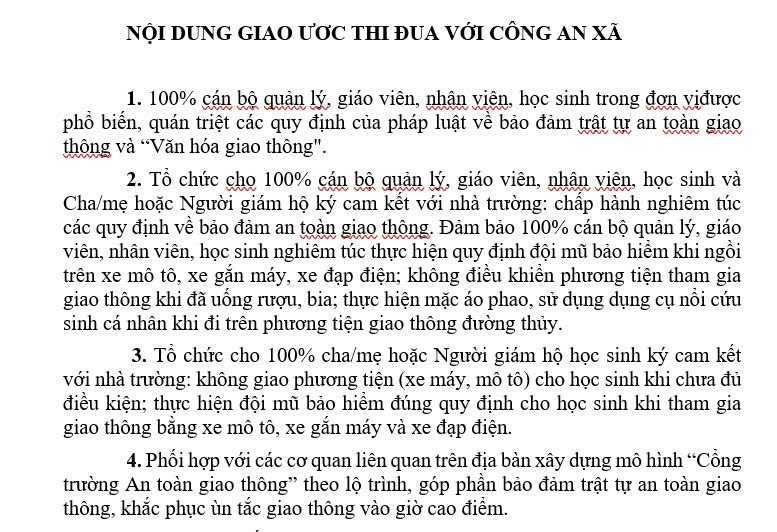 NỘI DUNG GIAO ƯƠC THI ĐUA VỚI CÔNG AN XÃ
1. 100% cán bộ quản lý, giáo viên, nhân viên, học sinh trong đơn vịđược
phổ biến, quán triệt các quy định của pháp luật về bảo đảm trật tự an toàn giao
thông và “Văn hóa giao thông".
2. Tổ chức cho 100% cán bộ quản lý, giáo viên, nhân viên, học sinh và
Cha/mẹ hoặc Người giám hộ ký cam kết với nhà trường: chấp hành nghiêm túc
các quy định về bảo đảm an toàn giao thông. Đảm bảo 100% cán bộ quản lý, giáo
viên, nhân viên, học sinh nghiêm túc thực hiện quy định đội mũ bảo hiểm khi ngồi
trên xe mô tô, xe gắn máy, xe đạp điện; không điều khiển phương tiện tham gia
giao thông khi đã uống rượu, bia; thực hiện mặc áo phao, sử dụng dụng cụ nổi cứu
sinh cá nhân khi đi trên phương tiện giao thông đường thủy.
3. Tổ chức cho 100% cha/mẹ hoặc Người giám hộ học sinh ký cam kết
với nhà trường: không giao phương tiện (xe máy, mô tô) cho học sinh khi chưa đủ
điều kiện; thực hiện đội mũ bảo hiểm đúng quy định cho học sinh khi tham gia
giao thông bằng xe mô tô, xe gắn máy và xe đạp điện.
4. Phối hợp với các cơ quan liên quan trên địa bàn xây dựng mô hình “Cổng
trường An toàn giao thông” theo lộ trình, góp phần bảo đảm trật tự an toàn giao
thông, khắc phục ùn tắc giao thông vào giờ cao điểm.